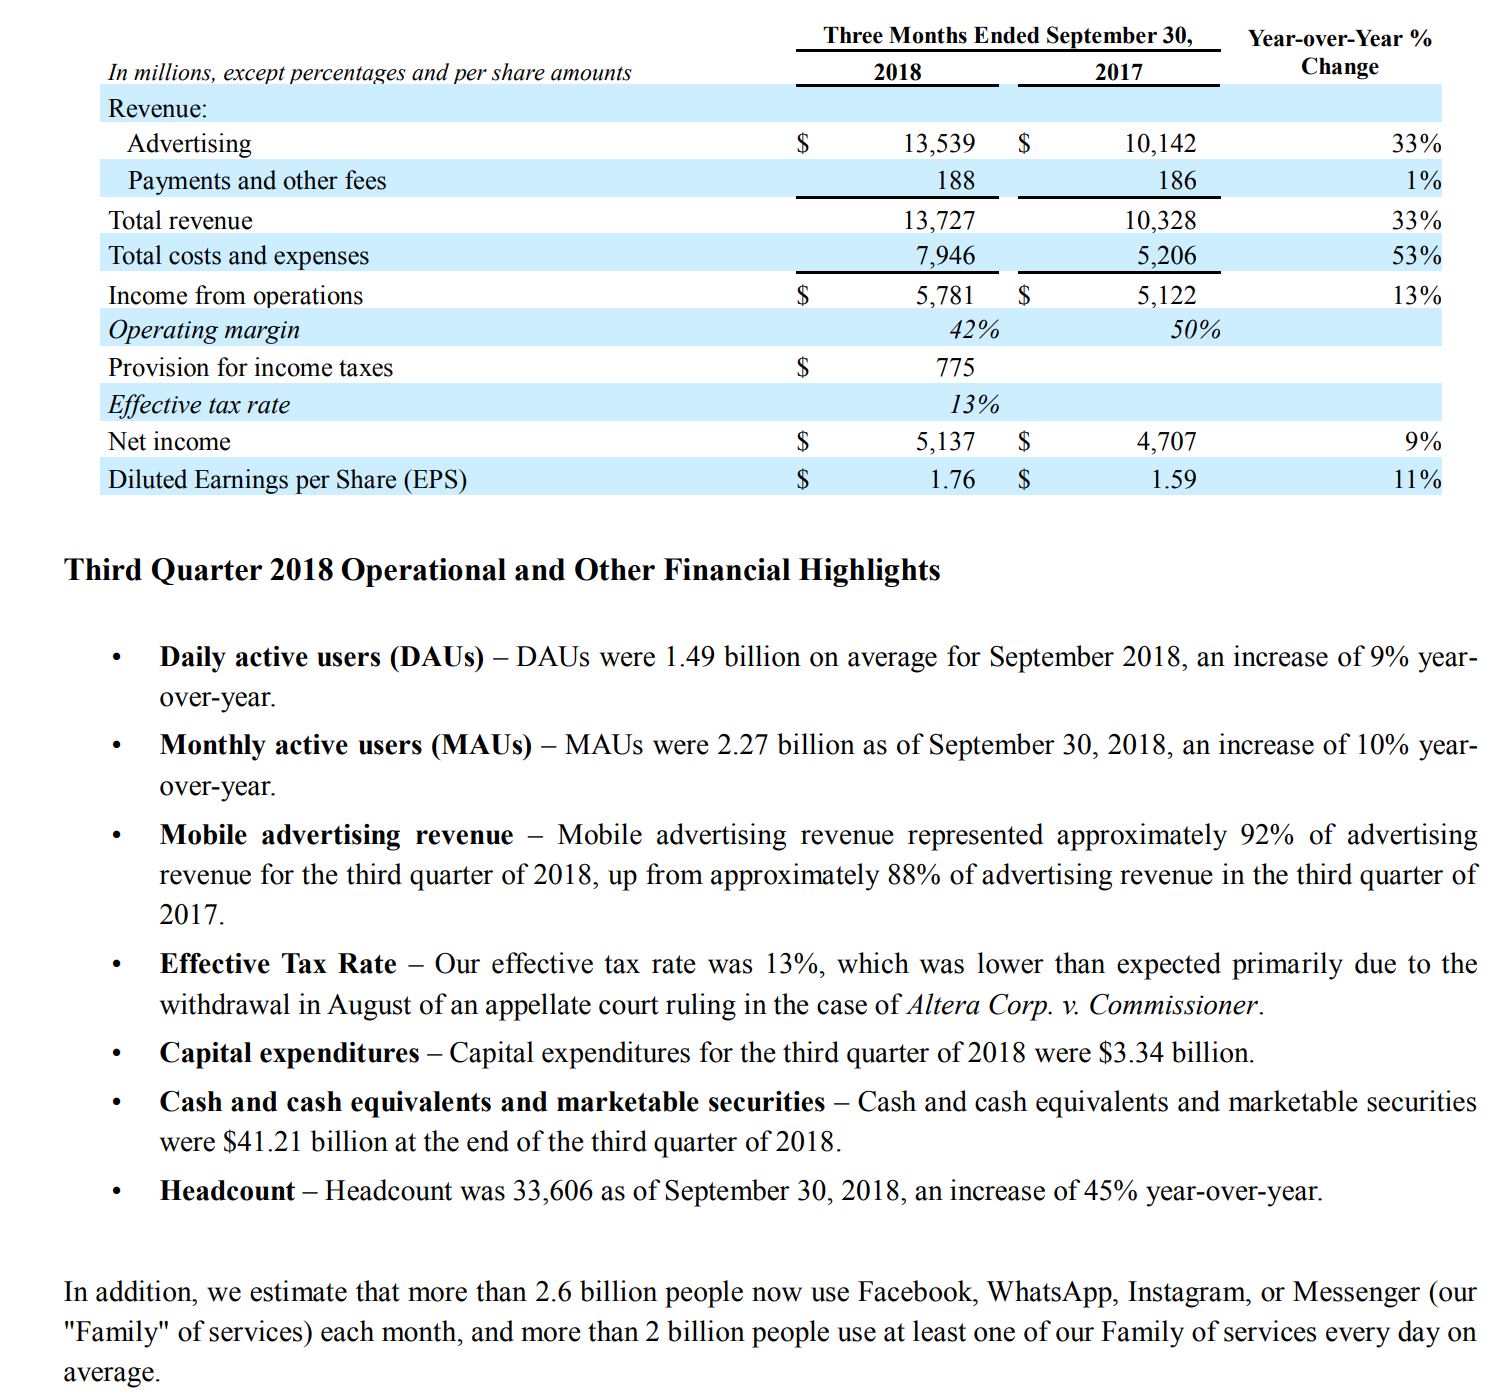 Three Months Ended September 30,
Year-over-Year % Change
In millions, except percentages and per share amounts 2018 2017
Revenue:
Advertising $ 13,539 $ 10,142 33%
Payments and other fees 188 186 1%
Total revenue 13,727 10,328 33%
Total costs and expenses 7,946 5,206 53%
Income from operations $ 5,781 $ 5,122 13%
Operating margin 42% 50%
Provision for income taxes $ 775
Effective tax rate 13%
Net income $ 5,137 $ 4,707 9%
Diluted Earnings per Share (EPS) $ 1.76 $ 1.59 11%
Third Quarter 2018 Operational and Other Financial Highlights
• Daily active users (DAUs) – DAUs were 1.49 billion on average for September 2018, an increase of 9% year-
over-year.
• Monthly active users (MAUs) – MAUs were 2.27 billion as of September 30, 2018, an increase of 10% year-
over-year.
• Mobile advertising revenue – Mobile advertising revenue represented approximately 92% of advertising
revenue for the third quarter of 2018, up from approximately 88% of advertising revenue in the third quarter of
2017.
• Effective Tax Rate – Our effective tax rate was 13%, which was lower than expected primarily due to the
withdrawal in August of an appellate court ruling in the case of Altera Corp. v. Commissioner.
• Capital expenditures – Capital expenditures for the third quarter of 2018 were $3.34 billion.
• Cash and cash equivalents and marketable securities – Cash and cash equivalents and marketable securities
were $41.21 billion at the end of the third quarter of 2018.
• Headcount – Headcount was 33,606 as of September 30, 2018, an increase of 45% year-over-year.
In addition, we estimate that more than 2.6 billion people now use Facebook, WhatsApp, Instagram, or Messenger (our
"Family" of services) each month, and more than 2 billion people use at least one of our Family of services every day on
average.